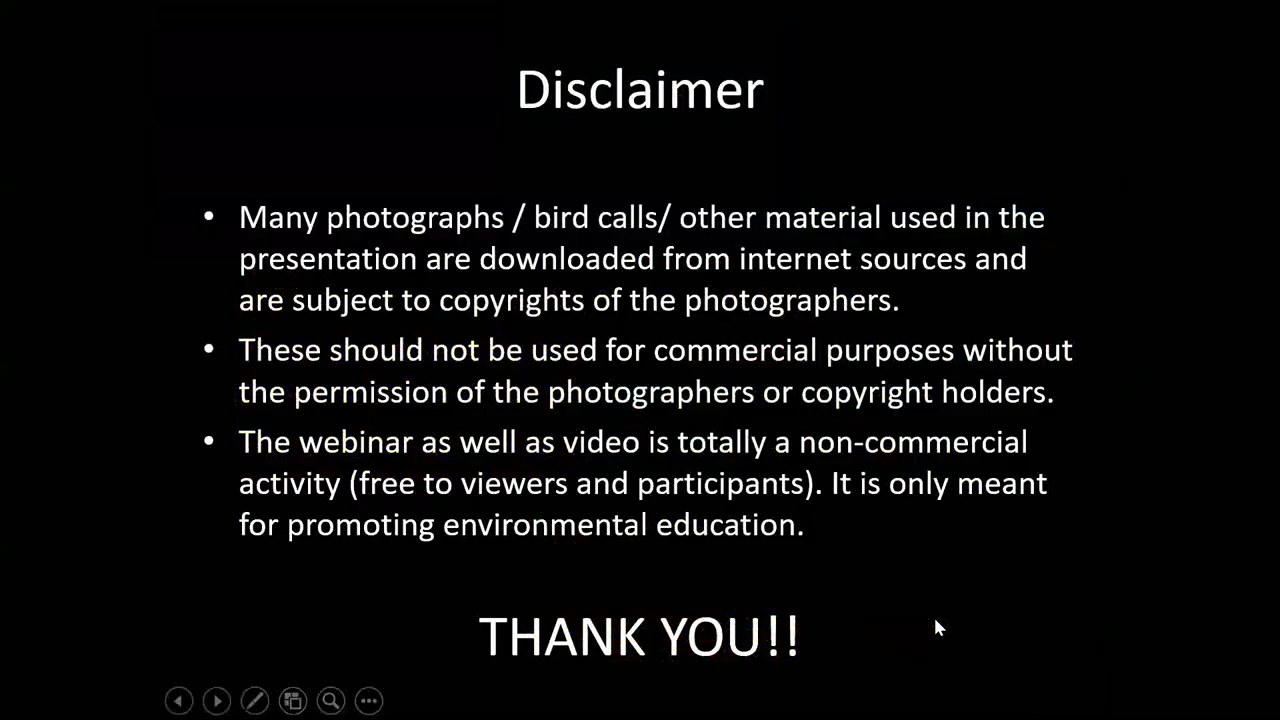 Disclaimer
• Many photographs / bird calls/ other material used in the
presentation are downloaded from internet sources and
are subject to copyrights of the photographers.
• These should not be used for commercial purposes without
the permission of the photographers or copyright holders.
• The webinar as well as video is totally a non-commercial
activity (free to viewers and participants). It is only meant
for promoting environmental education.
THANK YOU!!